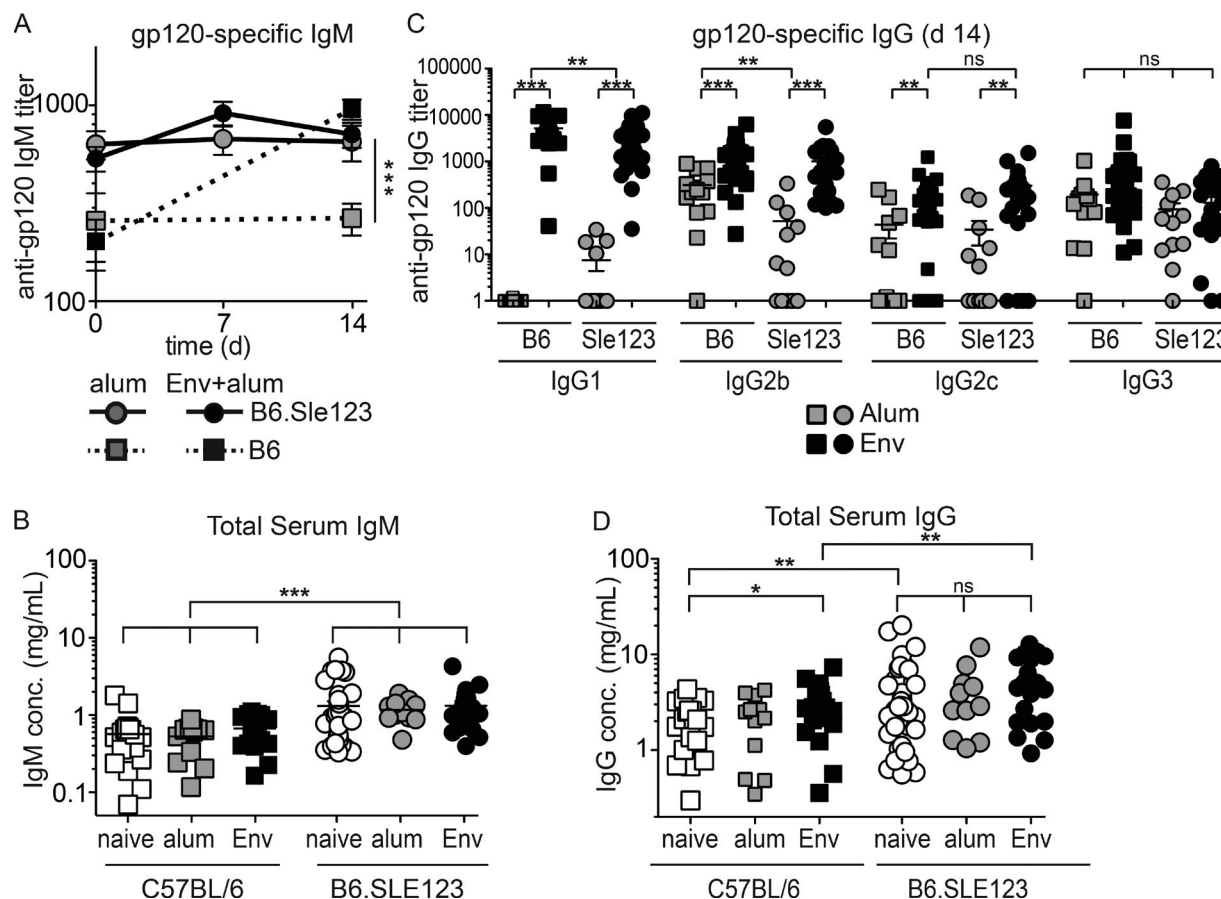 A
gp120-specific IgM
anti-gp120 IgM titer
1000
100
0 7 14
time (d)
***
alum Env+alum
B6.Sle123
B6
C
gp120-specific IgG (d 14)
anti-gp120 IgG titer
100000
10000
1000
100
10
1
** ** ns ns
*** *** *** *** ** **
B6 Sle123 B6 Sle123 B6 Sle123 B6 Sle123
IgG1 IgG2b IgG2c IgG3
Alum
Env
B
Total Serum IgM
IgM conc. (mg/mL)
100
10
1
0.1
***
naive alum Env naive alum Env
C57BL/6 B6.SLE123
D
Total Serum IgG
IgG conc. (mg/mL)
100
10
1
**
**
* ns
naive alum Env naive alum Env
C57BL/6 B6.SLE123